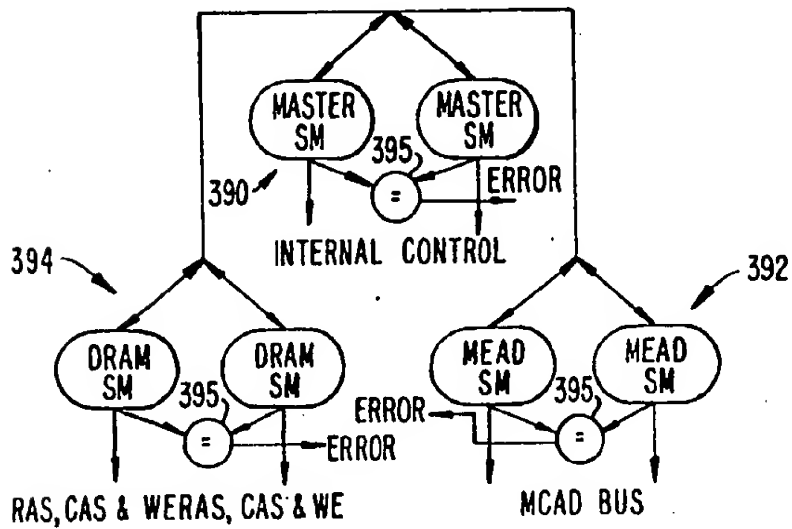 MASTER SM
MASTER SM
395
390
=
ERROR
INTERNAL CONTROL
394
392
DRAM SM
DRAM SM
MEAD SM
MEAD SM
395
395
=
ERROR
ERROR
=
RAS, CAS & WERAS, CAS & WE
MCAD BUS